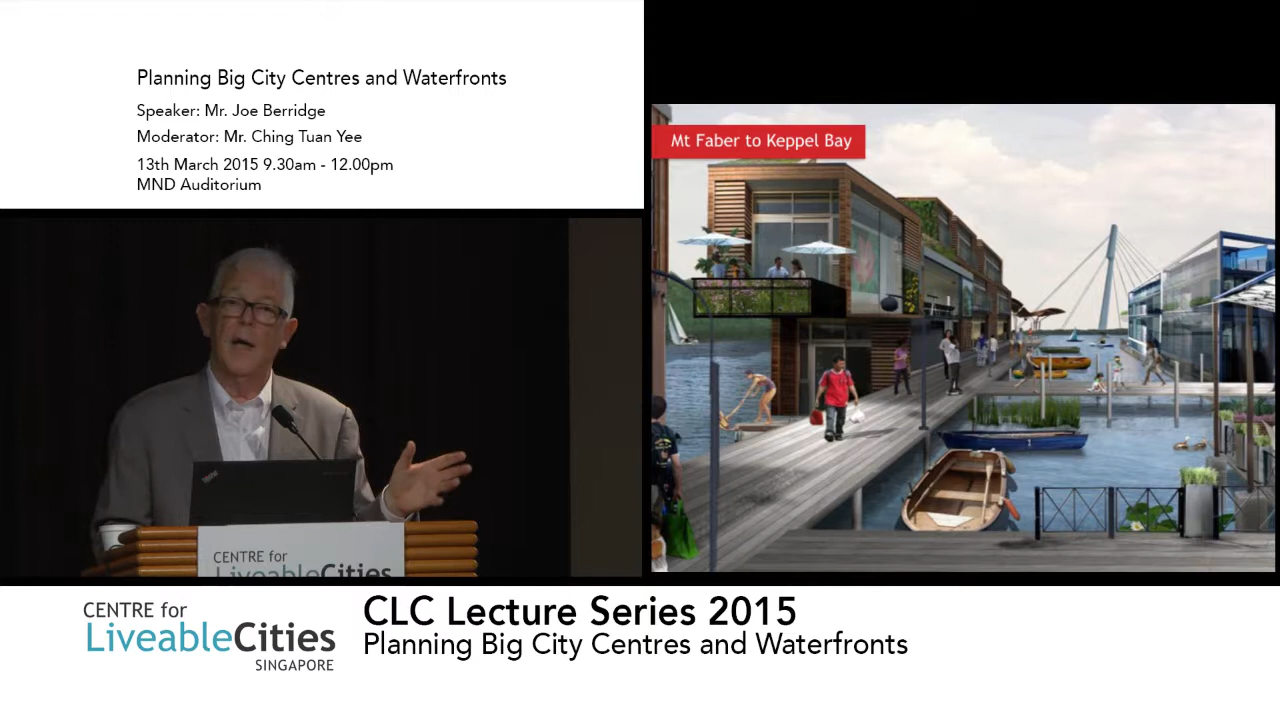 Planning Big City Centres and Waterfronts
Speaker: Mr. Joe Berridge
Moderator: Mr. Ching Tuan Yee
13th March 2015 9.30am - 12.00pm
MND Auditorium
Mt Faber to Keppel Bay
CENTRE for
LiveableCities
CENTRE for
LiveableCities
SINGAPORE
CLC Lecture Series 2015
Planning Big City Centres and Waterfronts